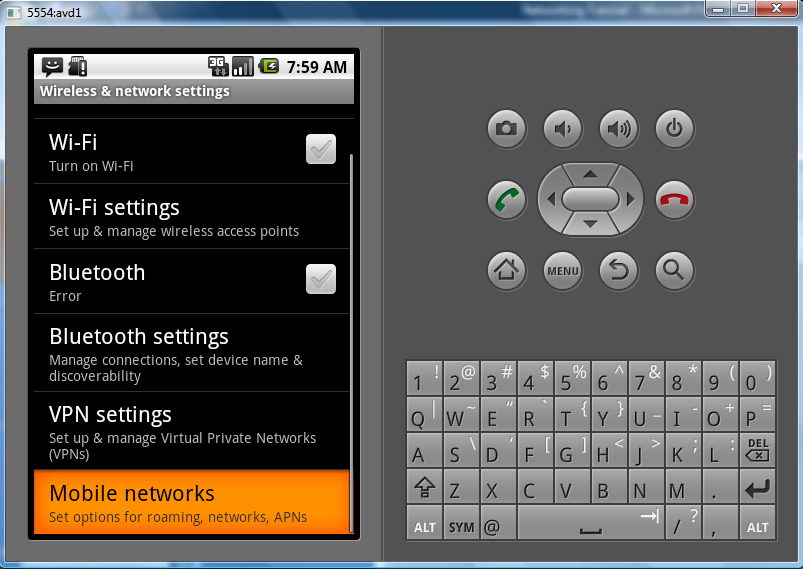 5554:avd1
3G
7:59 AM
Wireless & network settings
Wi-Fi
Turn on Wi-Fi
Wi-Fi settings
Set up & manage wireless access points
Bluetooth
Error
Bluetooth settings
Manage connections, set device name &
discoverability
VPN settings
Set up & manage Virtual Private Networks
(VPNs)
Mobile networks
Set options for roaming, networks, APNs
MENU
1 ! 2 @ 3 # 4 $ 5 % 6 ^ 7 & 8 * 9 ( 0 )
Q | W ~ E “ R ` T { Y } U _ I - O + P =
A S \ D ‘ F [ G ] H < J > K ; L : DEL
Z X C V B N M .
ALT SYM @ / ? , ALT